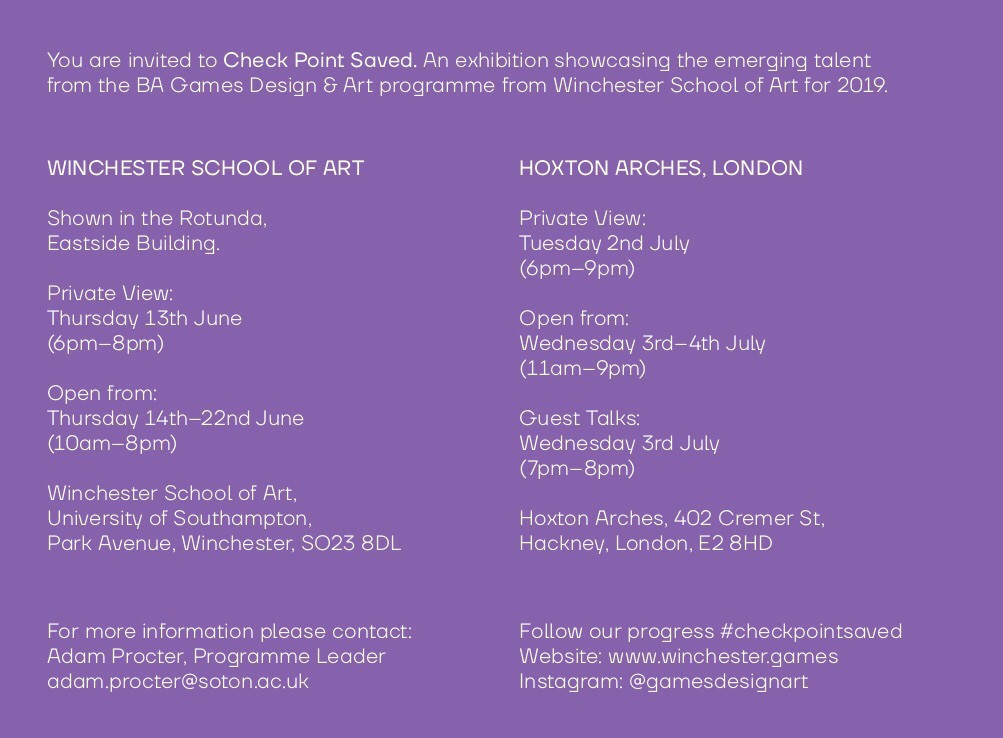 You are invited to Check Point Saved. An exhibition showcasing the emerging talent
from the BA Games Design & Art programme from Winchester School of Art for 2019.
WINCHESTER SCHOOL OF ART
Shown in the Rotunda,
Eastside Building.
Private View:
Thursday 13th June
(6pm–8pm)
Open from:
Thursday 14th–22nd June
(10am–8pm)
Winchester School of Art,
University of Southampton,
Park Avenue, Winchester, SO23 8DL
For more information please contact:
Adam Procter, Programme Leader
adam.procter@soton.ac.uk
HOXTON ARCHES, LONDON
Private View:
Tuesday 2nd July
(6pm–9pm)
Open from:
Wednesday 3rd–4th July
(11am–9pm)
Guest Talks:
Wednesday 3rd July
(7pm–8pm)
Hoxton Arches, 402 Cremer St,
Hackney, London, E2 8HD
Follow our progress #checkpointsaved
Website: www.winchester.games
Instagram: @gamesdesignart